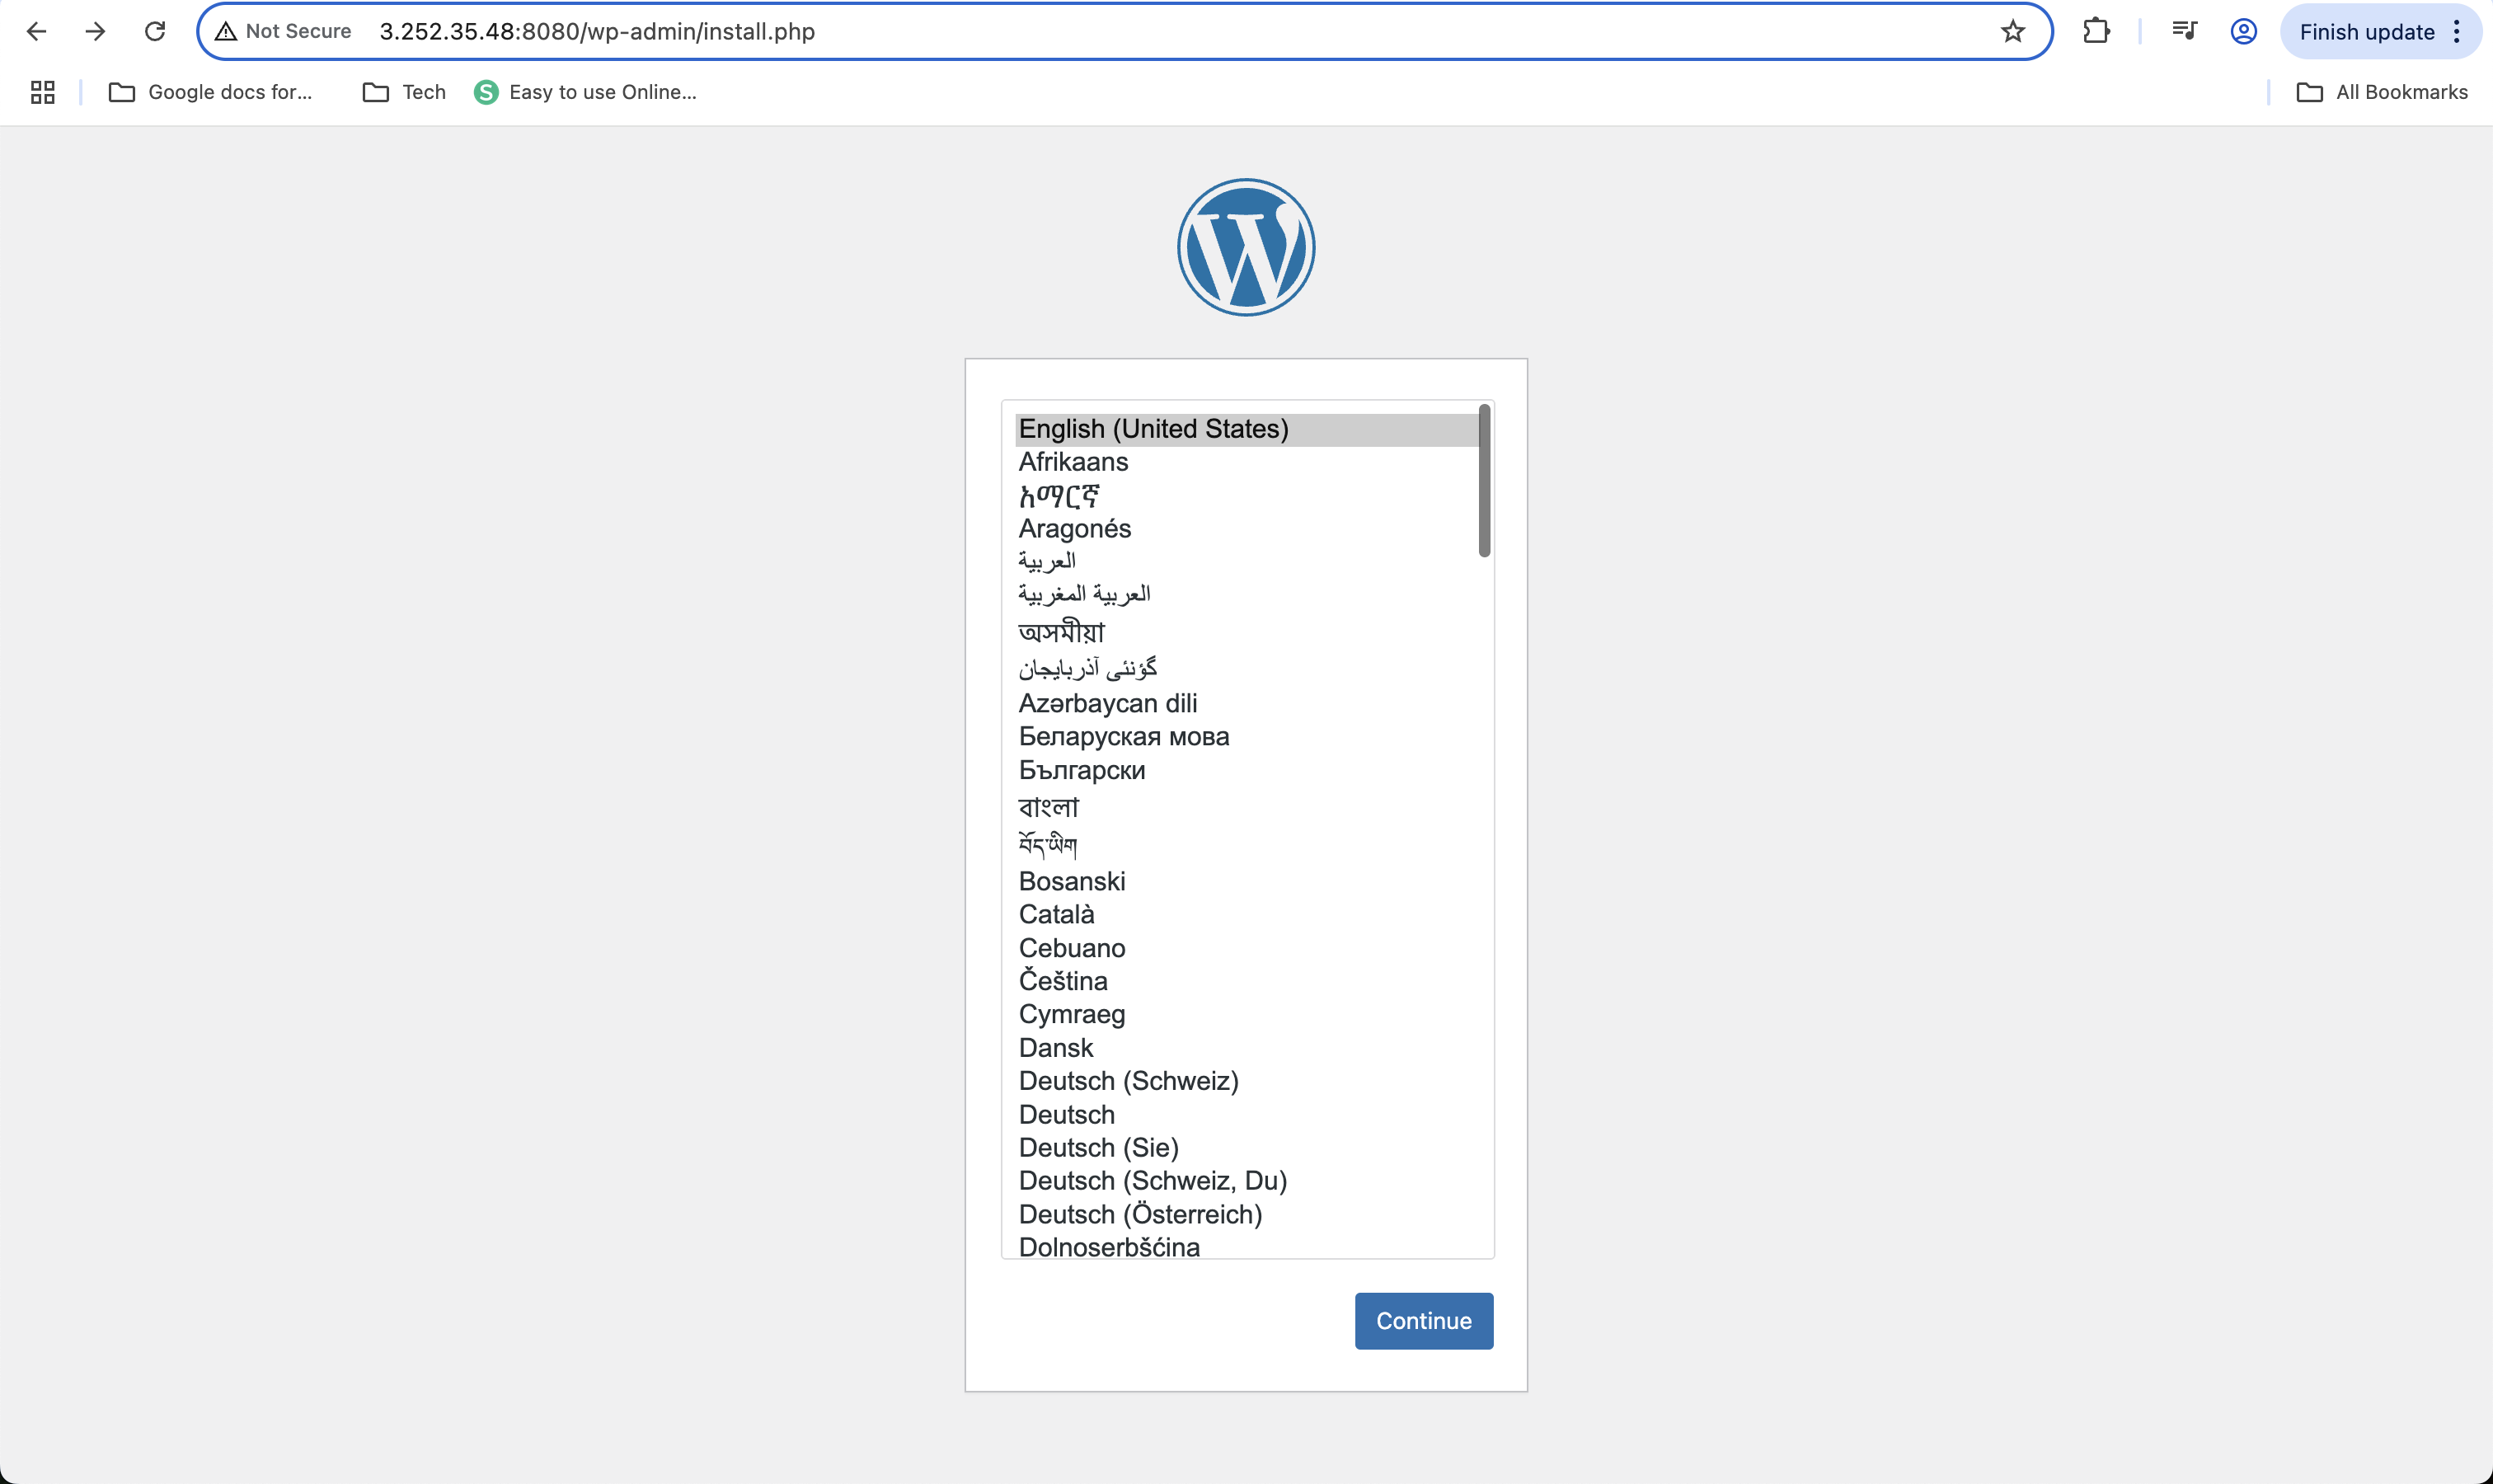 Not Secure 3.252.35.48:8080/wp-admin/install.php Finish update
Google docs for... Tech S Easy to use Online... All Bookmarks
W
English (United States)
Afrikaans
አማርኛ
Aragonés
العربية
العربية المغربية
অসমীয়া
گؤنئی آذربایجان
Azərbaycan dili
Беларуская мова
Български
বাংলা
བོད་ཡིག
Bosanski
Català
Cebuano
Čeština
Cymraeg
Dansk
Deutsch (Schweiz)
Deutsch
Deutsch (Sie)
Deutsch (Schweiz, Du)
Deutsch (Österreich)
Dolnoserbšćina
Continue